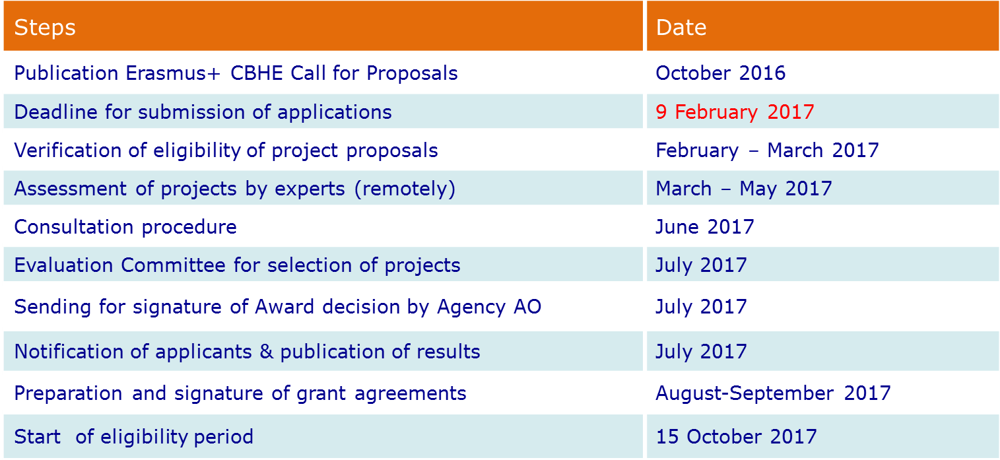 Steps Date
Publication Erasmus+ CBHE Call for Proposals October 2016
Deadline for submission of applications 9 February 2017
Verification of eligibility of project proposals February – March 2017
Assessment of projects by experts (remotely) March – May 2017
Consultation procedure June 2017
Evaluation Committee for selection of projects July 2017
Sending for signature of Award decision by Agency AO July 2017
Notification of applicants & publication of results July 2017
Preparation and signature of grant agreements August-September 2017
Start of eligibility period 15 October 2017